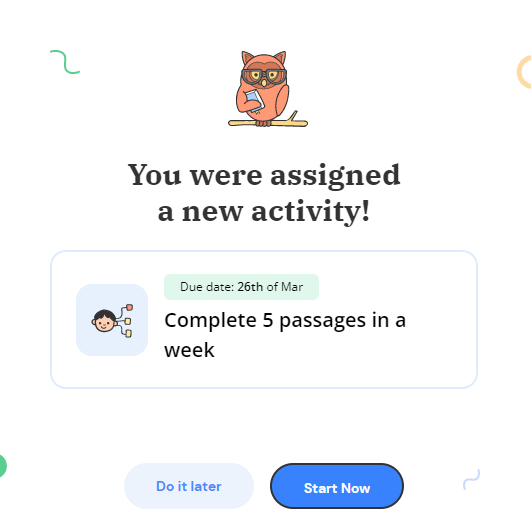 You were assigned
a new activity!
Due date: 26th of Mar
Complete 5 passages in a
week
Do it later
Start Now